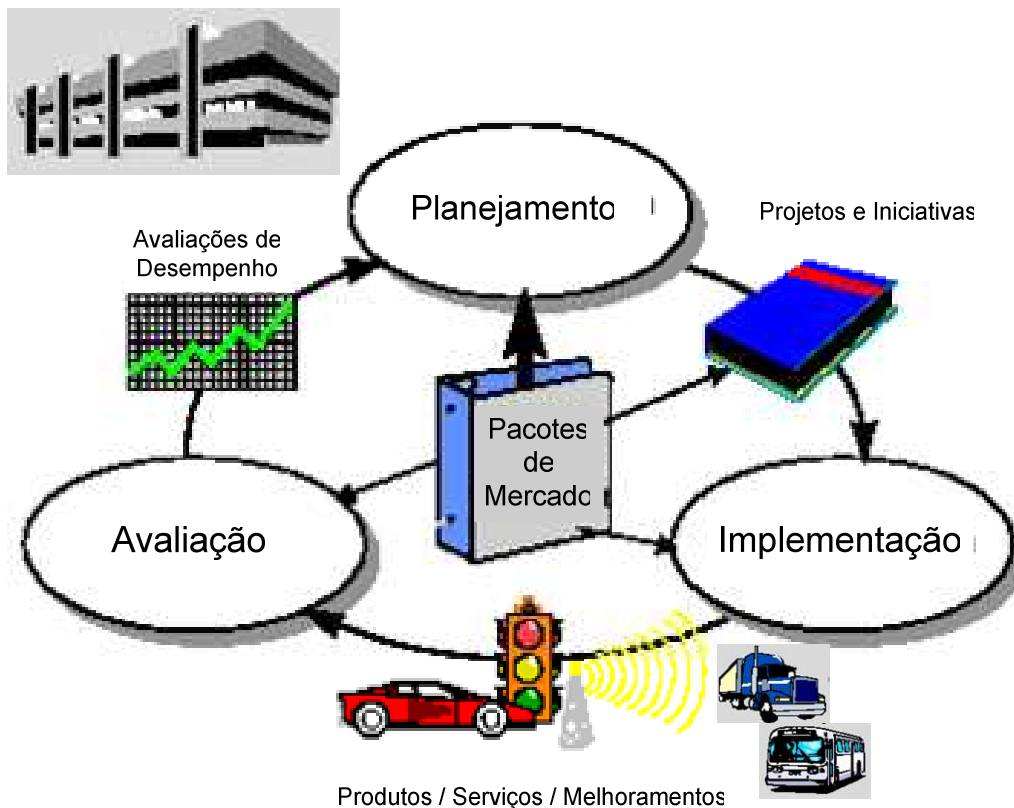 Planejamento
Projetos e Iniciativas
Avaliações de
Desempenho
Pacotes
de
Mercado
Avaliação
Implementação
Produtos / Serviços / Melhoramentos